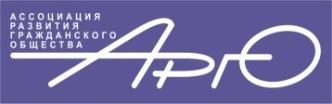 АССОЦИАЦИЯ
РАЗВИТИЯ
ГРАЖДАНСКОГО
ОБЩЕСТВА
АРГО